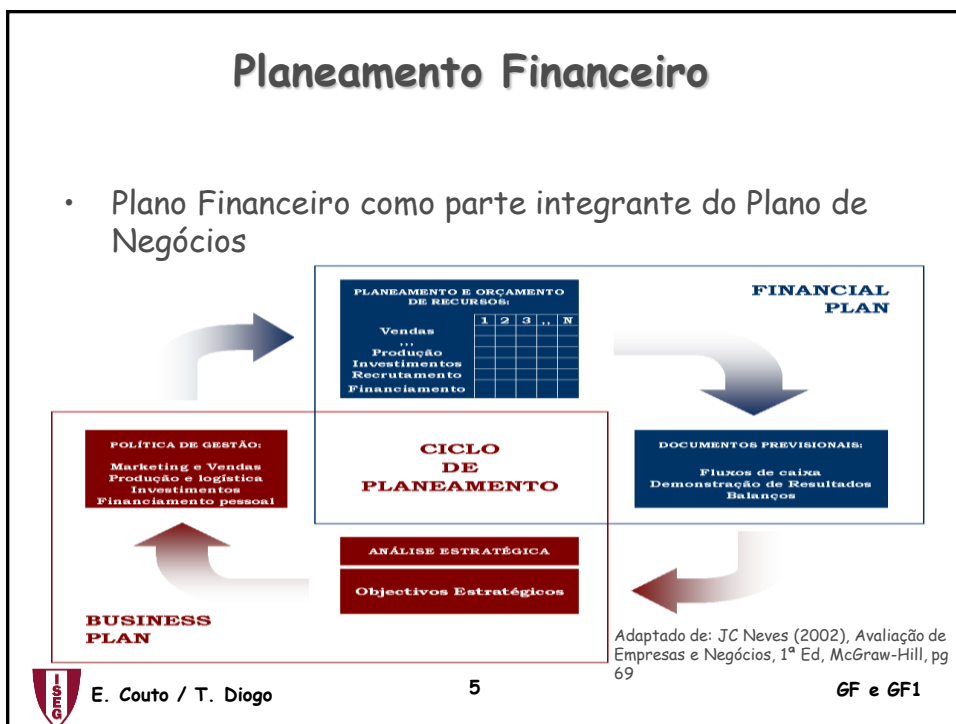 Planeamento Financeiro
• Plano Financeiro como parte integrante do Plano de
Negócios
PLANEAMENTO E ORÇAMENTO
DE RECURSOS:
1 2 3 .. N
Vendas
...
Produção
Investimentos
Recrutamento
Financiamento
FINANCIAL
PLAN
POLÍTICA DE GESTÃO:
Marketing e Vendas
Produção e logística
Investimentos
Financiamento pessoal
CICLO
DE
PLANEAMENTO
DOCUMENTOS PREVISIONAIS:
Fluxos de caixa
Demonstração de Resultados
Balanços
ANÁLISE ESTRATÉGICA
Objectivos Estratégicos
BUSINESS
PLAN
Adaptado de: JC Neves (2002), Avaliação de
Empresas e Negócios, 1ª Ed, McGraw-Hill, pg
69
ISEG
E. Couto / T. Diogo
5
GF e GF1